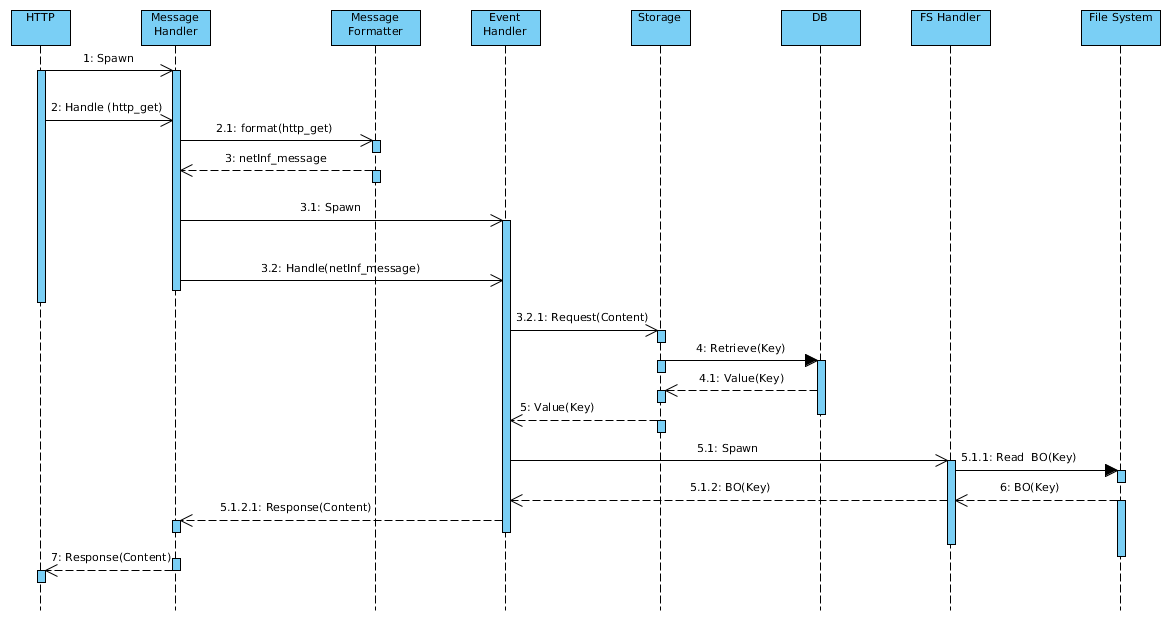 HTTP
Message
Handler
Message
Formatter
Event
Handler
Storage
DB
FS Handler
File System
1: Spawn
2: Handle (http_get)
2.1: format(http_get)
3: netInf_message
3.1: Spawn
3.2: Handle(netInf_message)
3.2.1: Request(Content)
4: Retrieve(Key)
4.1: Value(Key)
5: Value(Key)
5.1: Spawn
5.1.1: Read  BO(Key)
5.1.2: BO(Key)
6: BO(Key)
5.1.2.1: Response(Content)
7: Response(Content)